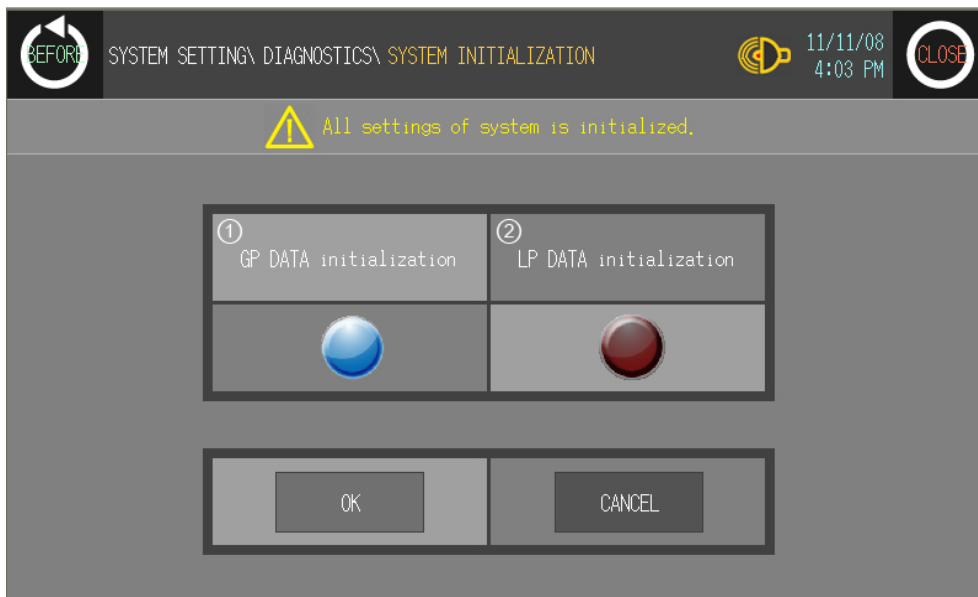 BEFORE
SYSTEM SETTING\ DIAGNOSTICS\ SYSTEM INITIALIZATION
11/11/08
4:03 PM
CLOSE
All settings of system is initialized.
① GP DATA initialization
② LP DATA initialization
OK
CANCEL